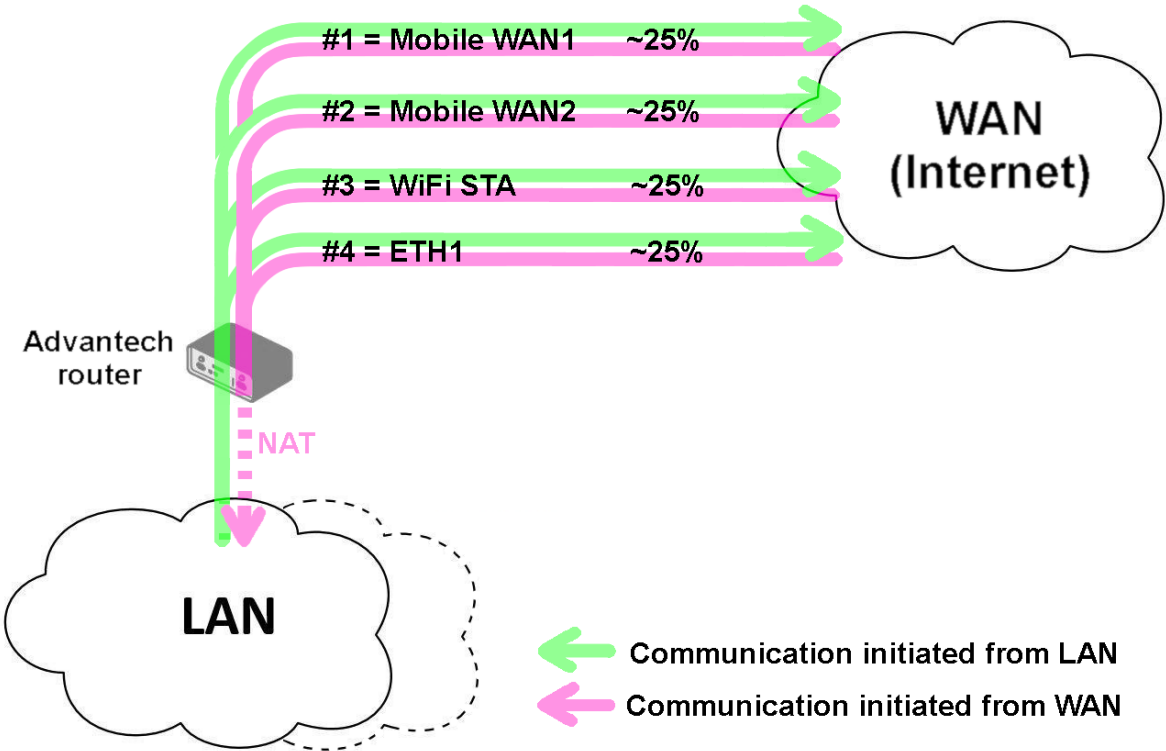 #1 = Mobile WAN1 ~25%
#2 = Mobile WAN2 ~25%
#3 = WiFi STA ~25%
#4 = ETH1 ~25%
WAN
(Internet)
Advantech
router
NAT
LAN
Communication initiated from LAN
Communication initiated from WAN